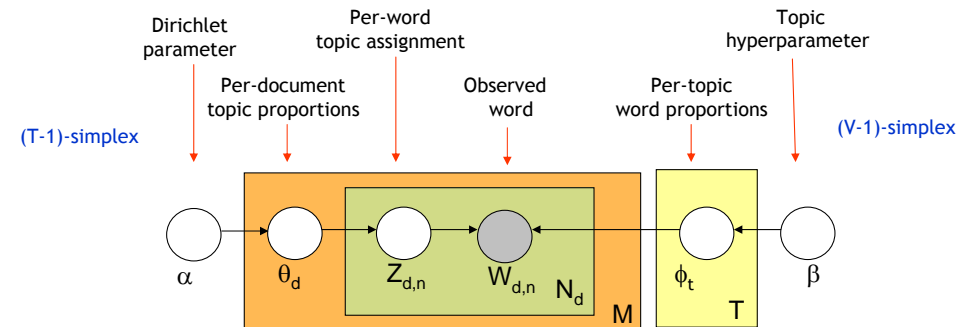 Dirichlet
parameter
Per-word
topic assignment
Topic
hyperparameter
Per-document
topic proportions
Observed
word
Per-topic
word proportions
(T-1)-simplex
(V-1)-simplex
α
θd
Zd,n
Wd,n
Nd
M
ϕt
T
β